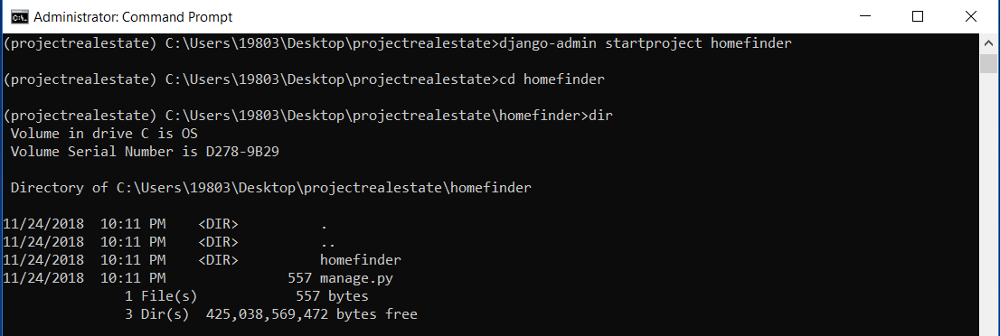 Administrator: Command Prompt
(projectrealestate) C:\Users\19803\Desktop\projectrealestate>django-admin startproject homefinder
(projectrealestate) C:\Users\19803\Desktop\projectrealestate>cd homefinder
(projectrealestate) C:\Users\19803\Desktop\projectrealestate\homefinder>dir
 Volume in drive C is OS
 Volume Serial Number is D278-9B29
 Directory of C:\Users\19803\Desktop\projectrealestate\homefinder
11/24/2018  10:11 PM    <DIR>          .
11/24/2018  10:11 PM    <DIR>          ..
11/24/2018  10:11 PM    <DIR>          homefinder
11/24/2018  10:11 PM               557 manage.py
               1 File(s)            557 bytes
               3 Dir(s)  425,038,569,472 bytes free